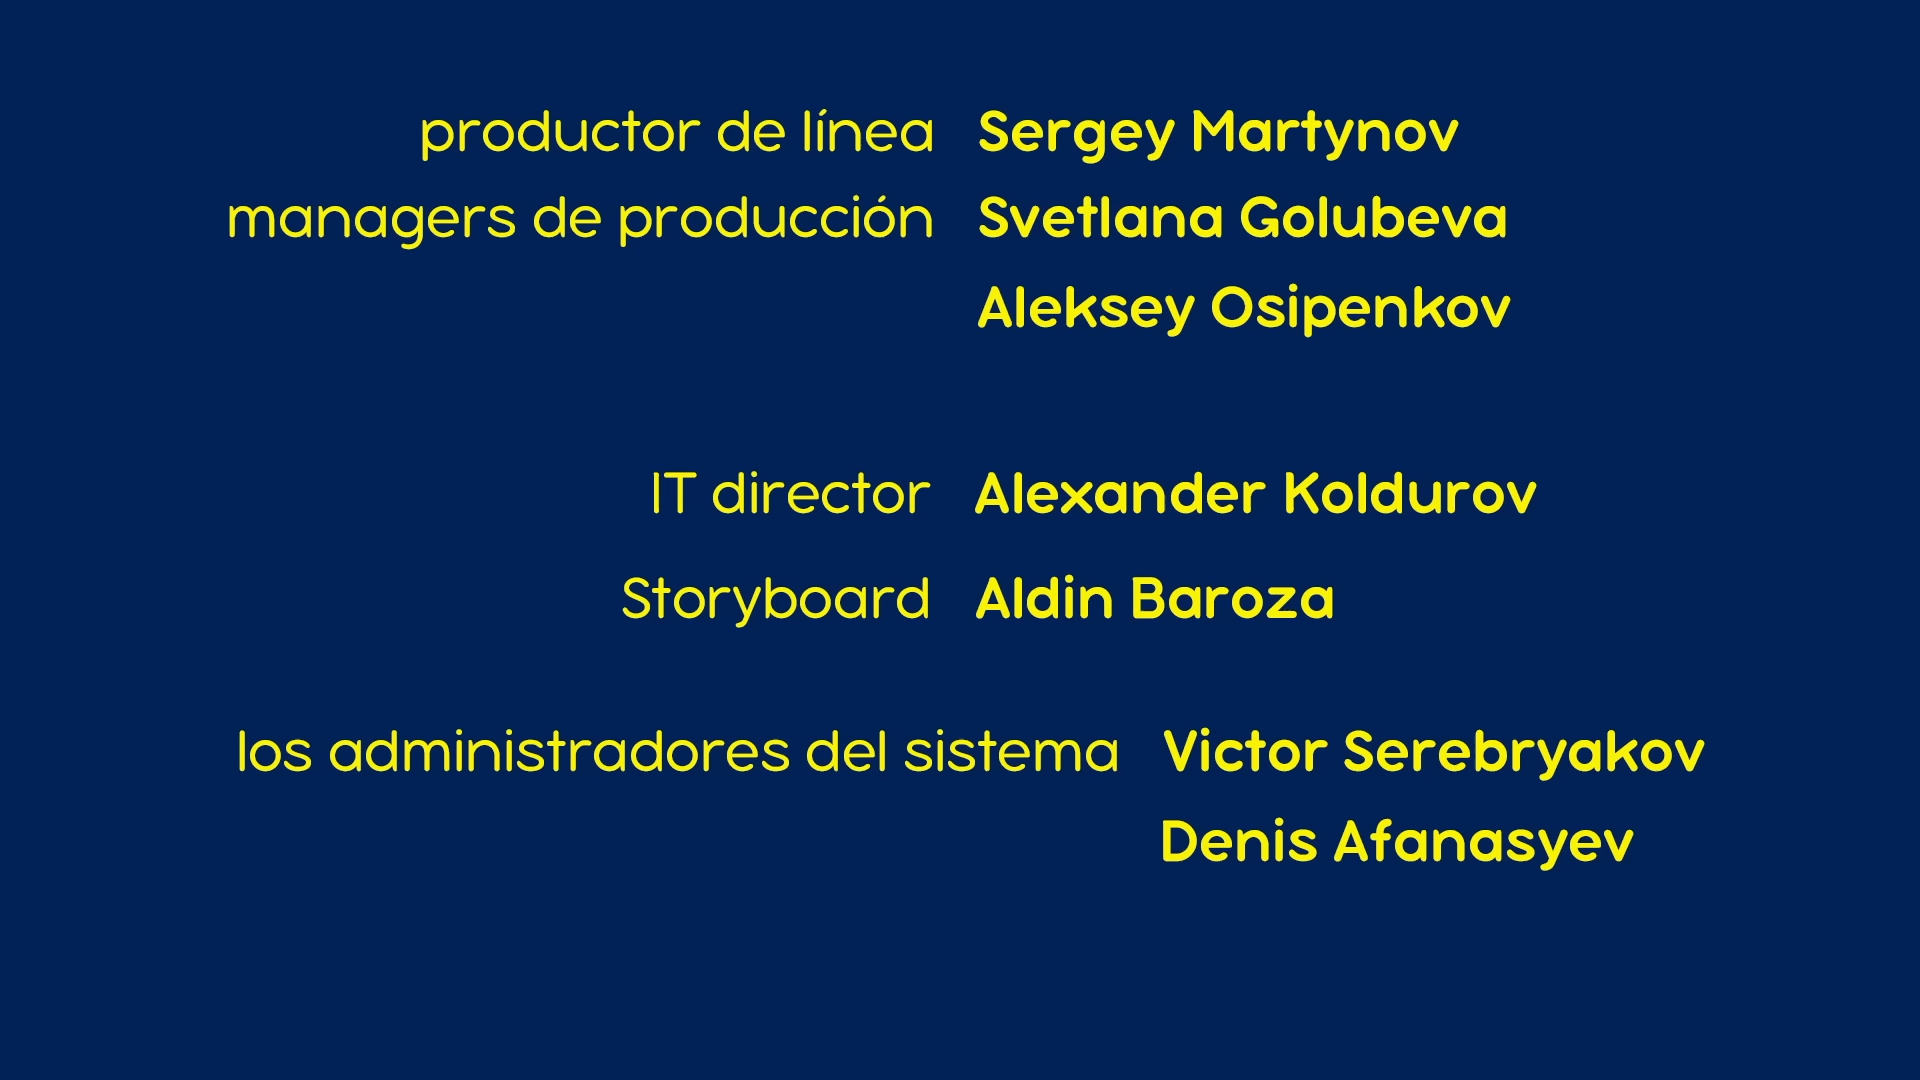 productor de línea Sergey Martynov
managers de producción Svetlana Golubeva
Aleksey Osipenkov
IT director Alexander Koldurov
Storyboard Aldin Baroza
los administradores del sistema Victor Serebryakov
Denis Afanasyev